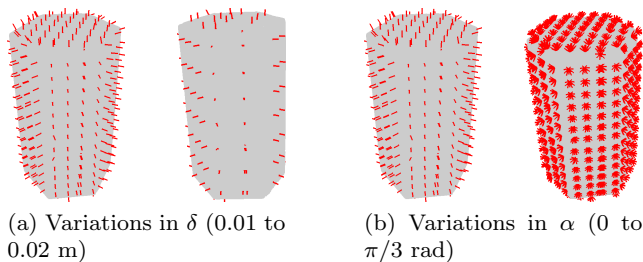 (a) Variations in δ (0.01 to
0.02 m)
(b) Variations in α (0 to
π/3 rad)